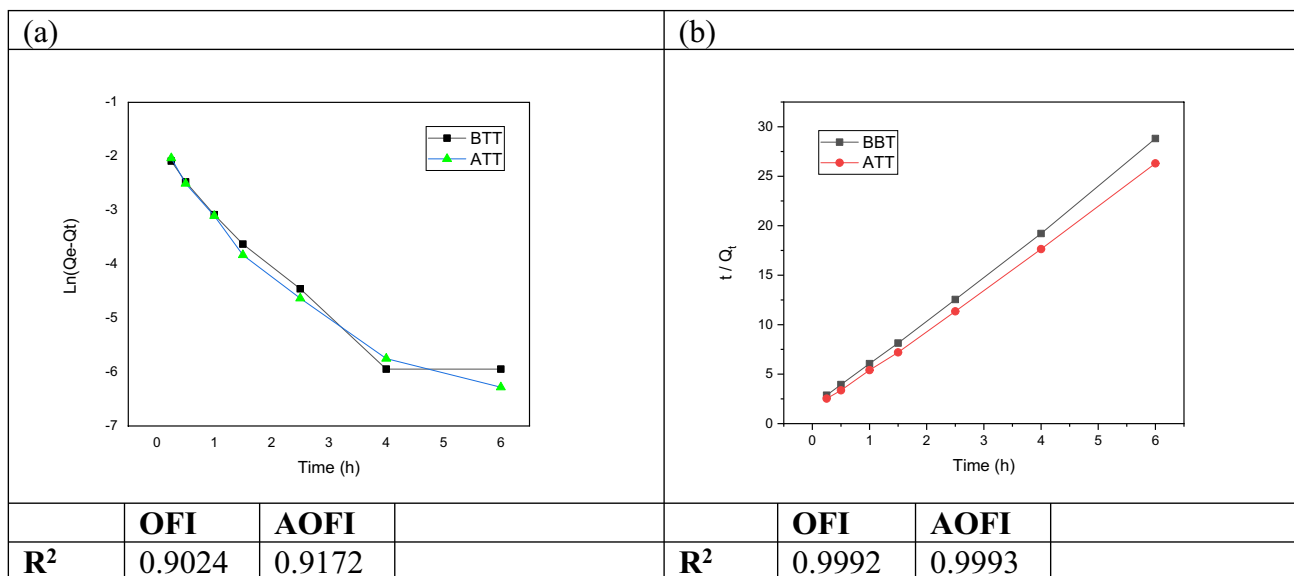 (a)
(b)
-1
-2
-3
-4
-5
-6
-7
Ln(Qe-Qt)
BTT
ATT
0 1 2 3 4 5 6
Time (h)
30
25
20
15
10
5
0
t / Qt
BBT
ATT
0 1 2 3 4 5 6
Time (h)
OFI AOFI
R² 0.9024 0.9172
OFI AOFI
R² 0.9992 0.9993